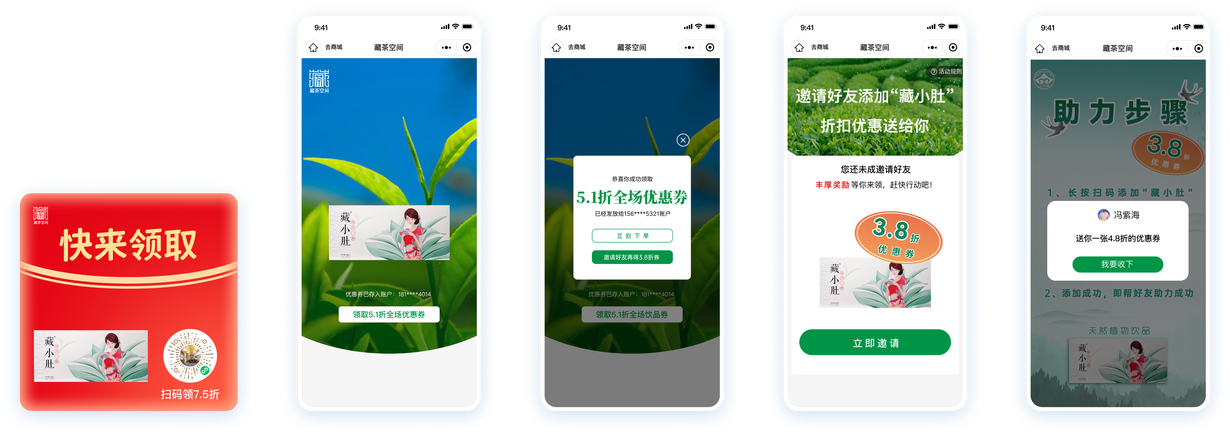 藏茶空间
快来领取
藏小肚
扫码领7.5折
9:41
去商城
藏茶空间
藏茶空间
藏小肚
优惠券已存入账户：181****4014
领取5.1折全场优惠券
9:41
去商城
藏茶空间
恭喜你成功领取
5.1折全场优惠券
已经发放给156****5321账户
立刻下单
邀请好友再得3.8折券
优惠券已存入账户：181****4014
领取5.1折全场饮品券
9:41
去商城
藏茶空间
活动规则
邀请好友添加“藏小肚”
折扣优惠送给你
您还未成邀请好友
丰厚奖励等你来领，赶快行动吧！
3.8折
优惠券
藏小肚
立即邀请
9:41
去商城
藏茶空间
助力步骤
3.8折
优惠券
1、长按扫码添加“藏小肚”
冯紫海
送你一张4.8折的优惠券
我要收下
2、添加成功，即帮好友助力成功
天然植物饮品
藏小肚